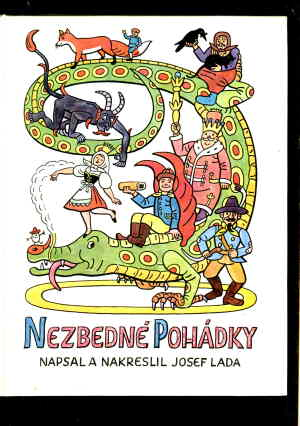 NEZBEDNÉ POHÁDKY
NAPSAL A NAKRESLIL JOSEF LADA